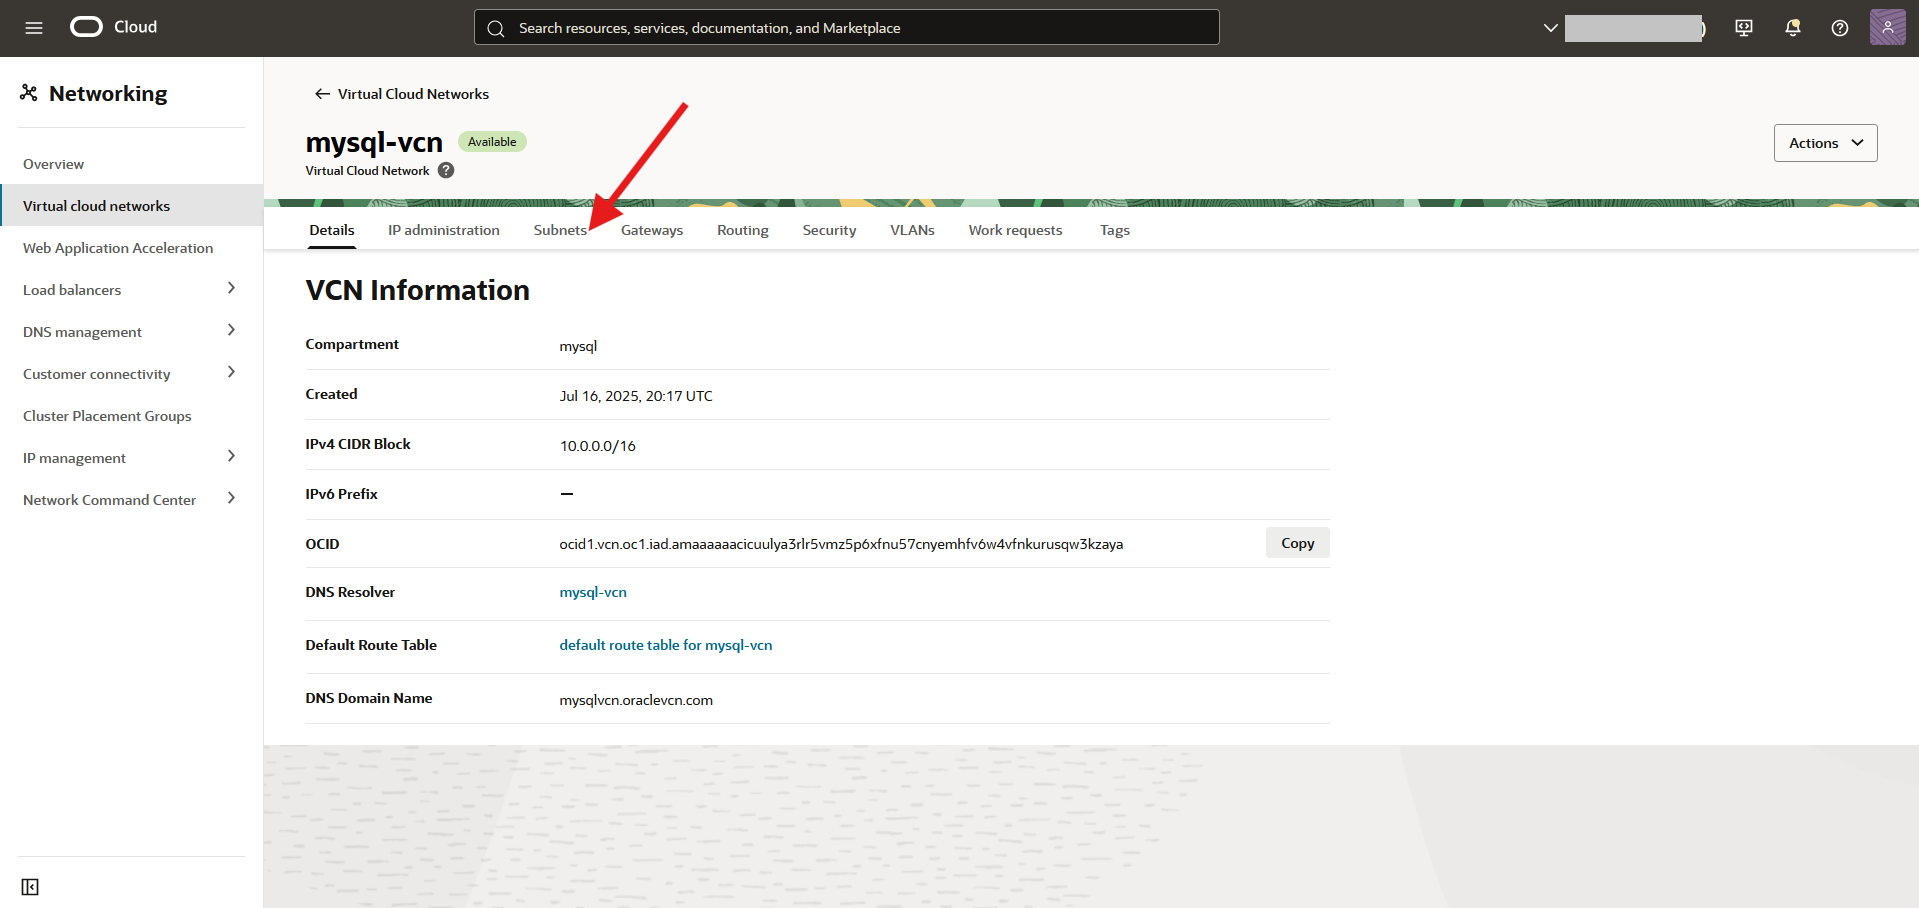 Cloud
Search resources, services, documentation, and Marketplace
Networking
Overview
Virtual cloud networks
Web Application Acceleration
Load balancers
DNS management
Customer connectivity
Cluster Placement Groups
IP management
Network Command Center
Virtual Cloud Networks
mysql-vcn Available
Virtual Cloud Network ?
Actions
Details IP administration Subnets Gateways Routing Security VLANs Work requests Tags
VCN Information
Compartment mysql
Created Jul 16, 2025, 20:17 UTC
IPv4 CIDR Block 10.0.0.0/16
IPv6 Prefix —
OCID ocid1.vcn.oc1.iad.amaaaaaacicuulya3rlr5vmz5p6xfnu57cnyemhfv6w4vfnkurusqw3kzaya Copy
DNS Resolver mysql-vcn
Default Route Table default route table for mysql-vcn
DNS Domain Name mysqlvcn.oraclevcn.com